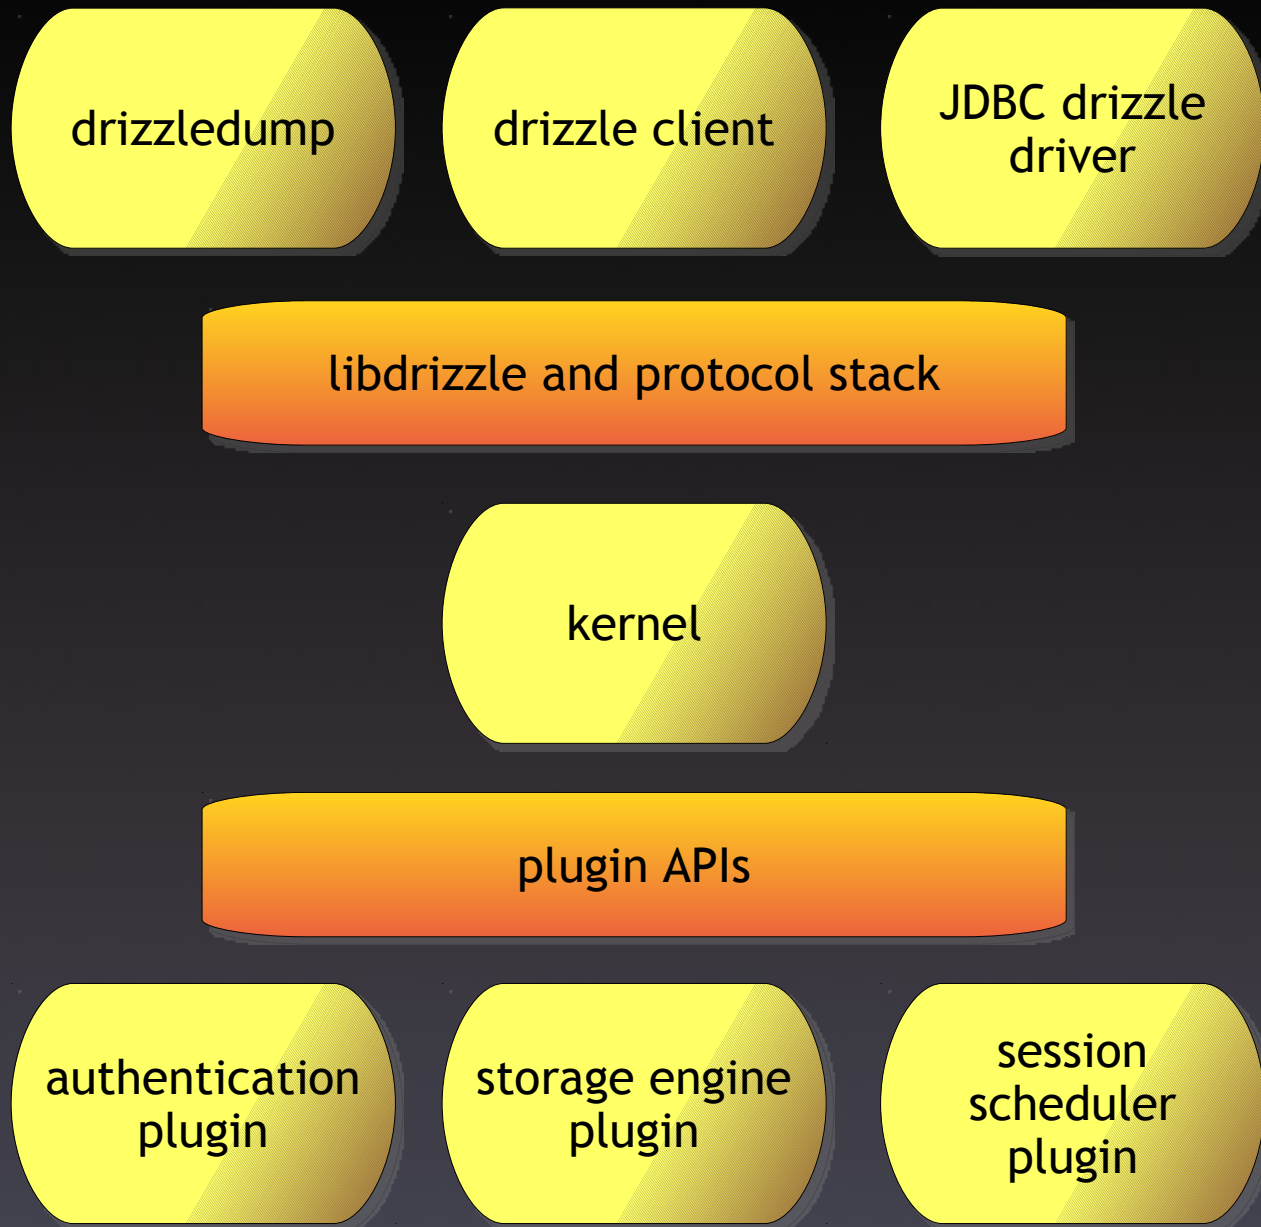 drizzledump
drizzle client
JDBC drizzle
driver
libdrizzle and protocol stack
kernel
plugin APIs
authentication
plugin
storage engine
plugin
session
scheduler
plugin